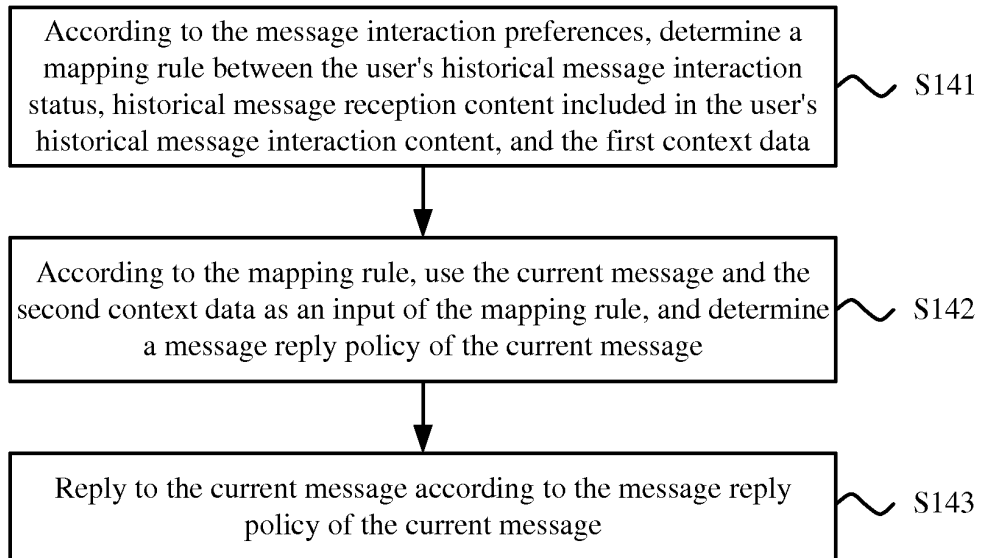 According to the message interaction preferences, determine a
mapping rule between the user's historical message interaction
status, historical message reception content included in the user's
historical message interaction content, and the first context data
S141
According to the mapping rule, use the current message and the
second context data as an input of the mapping rule, and determine
a message reply policy of the current message
S142
Reply to the current message according to the message reply
policy of the current message
S143